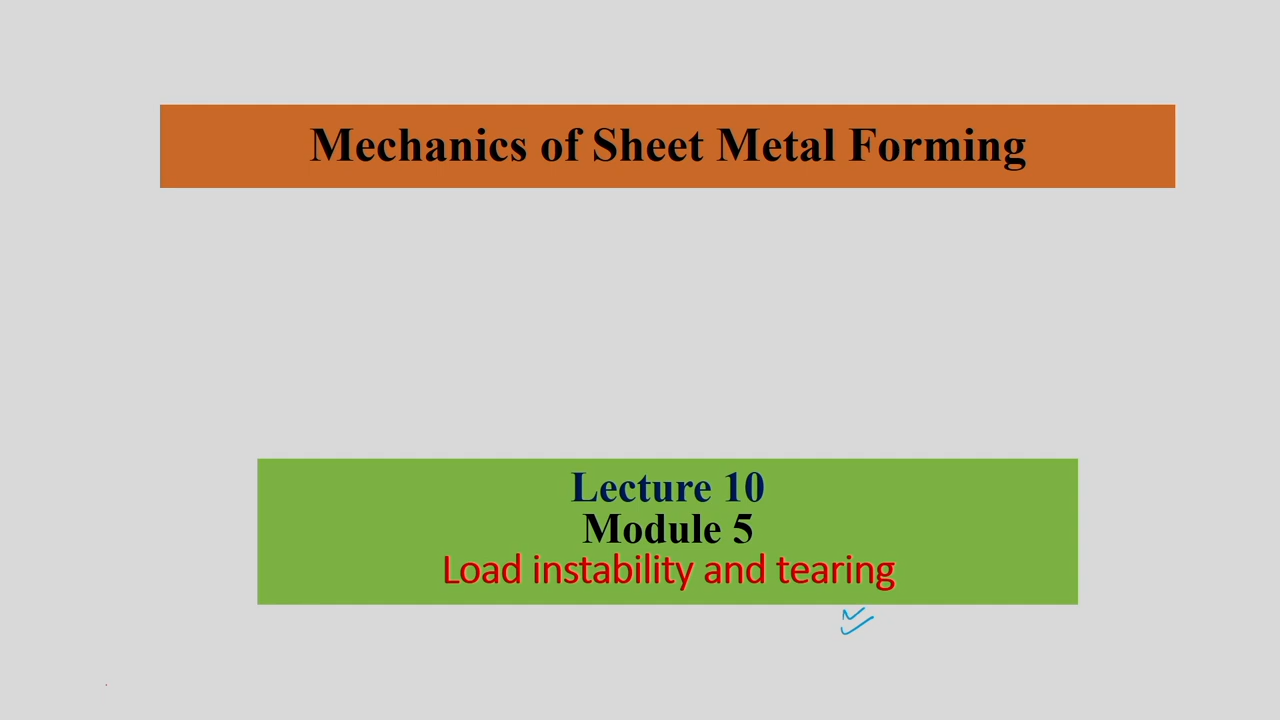 Mechanics of Sheet Metal Forming
Lecture 10
Module 5
Load instability and tearing